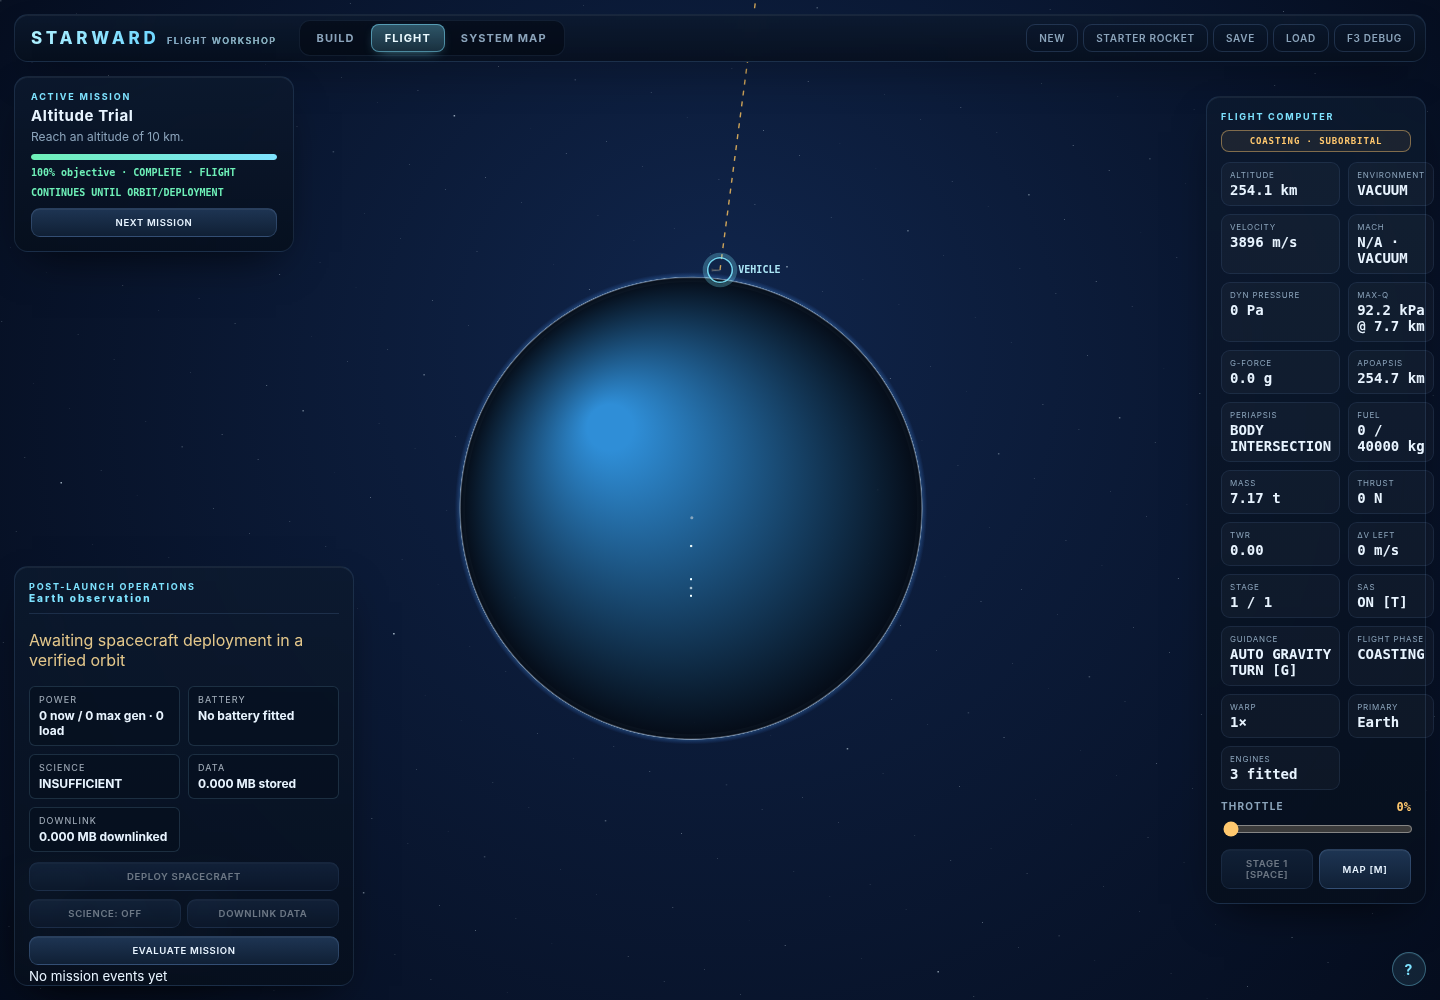 STARWARD FLIGHT WORKSHOP
BUILD
FLIGHT
SYSTEM MAP
NEW
STARTER ROCKET
SAVE
LOAD
F3 DEBUG
ACTIVE MISSION
Altitude Trial
Reach an altitude of 10 km.
100% objective · COMPLETE · FLIGHT
CONTINUES UNTIL ORBIT/DEPLOYMENT
NEXT MISSION
VEHICLE
POST-LAUNCH OPERATIONS
Earth observation
Awaiting spacecraft deployment in a
verified orbit
POWER
0 now / 0 max gen · 0
load
BATTERY
No battery fitted
SCIENCE
INSUFFICIENT
DATA
0.000 MB stored
DOWNLINK
0.000 MB downlinked
DEPLOY SPACECRAFT
SCIENCE: OFF
DOWNLINK DATA
EVALUATE MISSION
No mission events yet
FLIGHT COMPUTER
COASTING · SUBORBITAL
ALTITUDE
254.1 km
ENVIRONMENT
VACUUM
VELOCITY
3896 m/s
MACH
N/A ·
VACUUM
DYN PRESSURE
0 Pa
MAX-Q
92.2 kPa
@ 7.7 km
G-FORCE
0.0 g
APOAPSIS
254.7 km
PERIAPSIS
BODY
INTERSECTION
FUEL
0 /
40000 kg
MASS
7.17 t
THRUST
0 N
TWR
0.00
ΔV LEFT
0 m/s
STAGE
1 / 1
SAS
ON [T]
GUIDANCE
AUTO GRAVITY
TURN [G]
FLIGHT PHASE
COASTING
WARP
1×
PRIMARY
Earth
ENGINES
3 fitted
THROTTLE
0%
STAGE 1
[SPACE]
MAP [M]
?